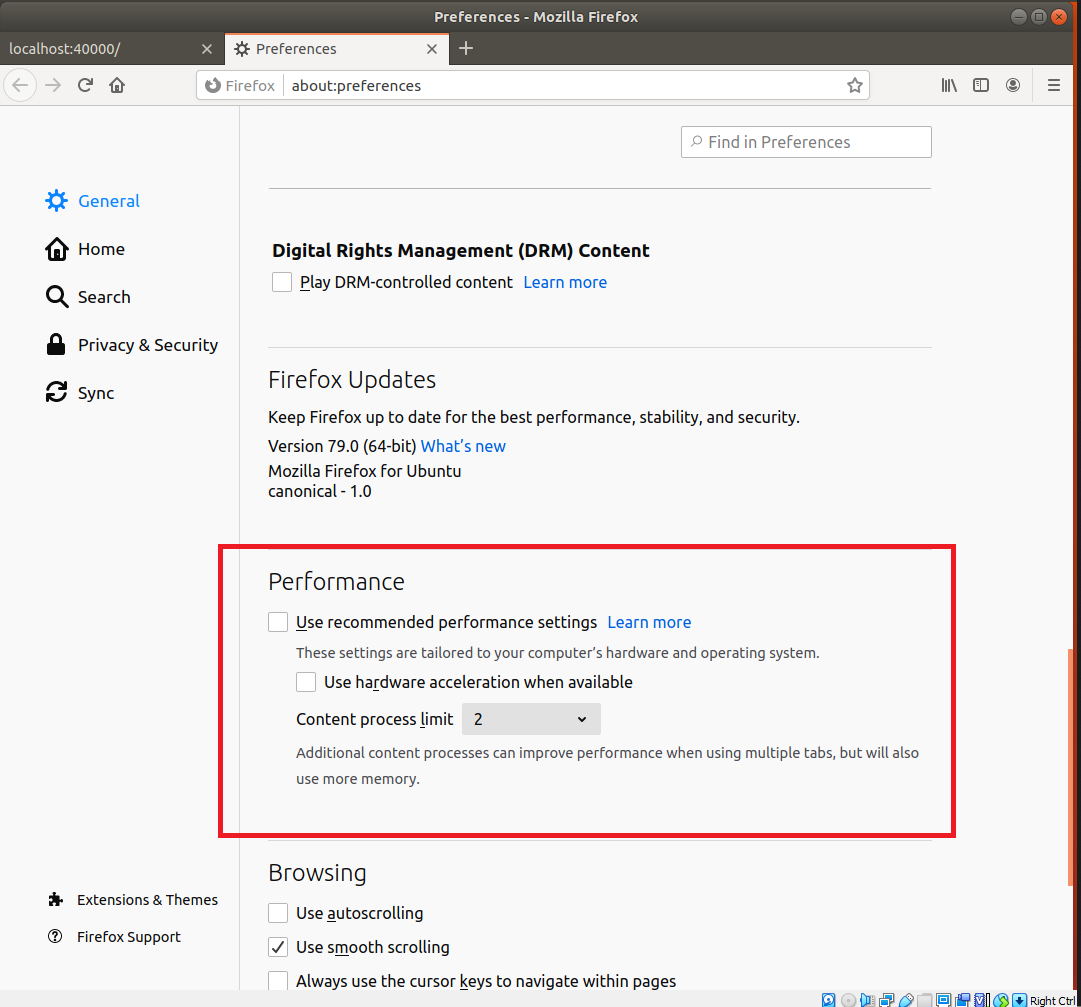 Preferences - Mozilla Firefox
localhost:40000/
Preferences
Firefox
about:preferences
Find in Preferences
General
Home
Search
Privacy & Security
Sync
Digital Rights Management (DRM) Content
Play DRM-controlled content Learn more
Firefox Updates
Keep Firefox up to date for the best performance, stability, and security.
Version 79.0 (64-bit) What’s new
Mozilla Firefox for Ubuntu
canonical - 1.0
Performance
Use recommended performance settings Learn more
These settings are tailored to your computer’s hardware and operating system.
Use hardware acceleration when available
Content process limit 2
Additional content processes can improve performance when using multiple tabs, but will also
use more memory.
Browsing
Use autoscrolling
Use smooth scrolling
Always use the cursor keys to navigate within pages
Extensions & Themes
Firefox Support
Right Ctrl